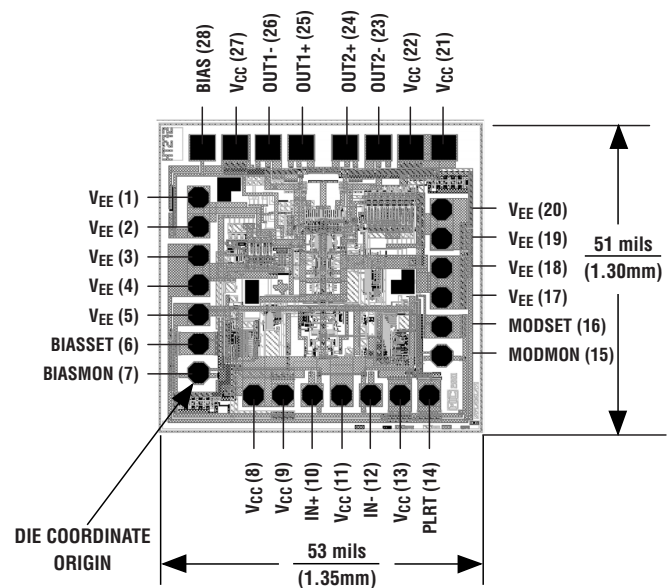 BIAS (28)
VCC (27)
OUT1- (26)
OUT1+ (25)
OUT2+ (24)
OUT2- (23)
VCC (22)
VCC (21)
HT272
VEE (1)
VEE (2)
VEE (3)
VEE (4)
VEE (5)
BIASSET (6)
BIASMON (7)
VEE (20)
VEE (19)
VEE (18)
VEE (17)
MODSET (16)
MODMON (15)
51 mils
(1.30mm)
VCC (8)
VCC (9)
IN+ (10)
VCC (11)
IN- (12)
VCC (13)
PLRT (14)
DIE COORDINATE
ORIGIN
53 mils
(1.35mm)